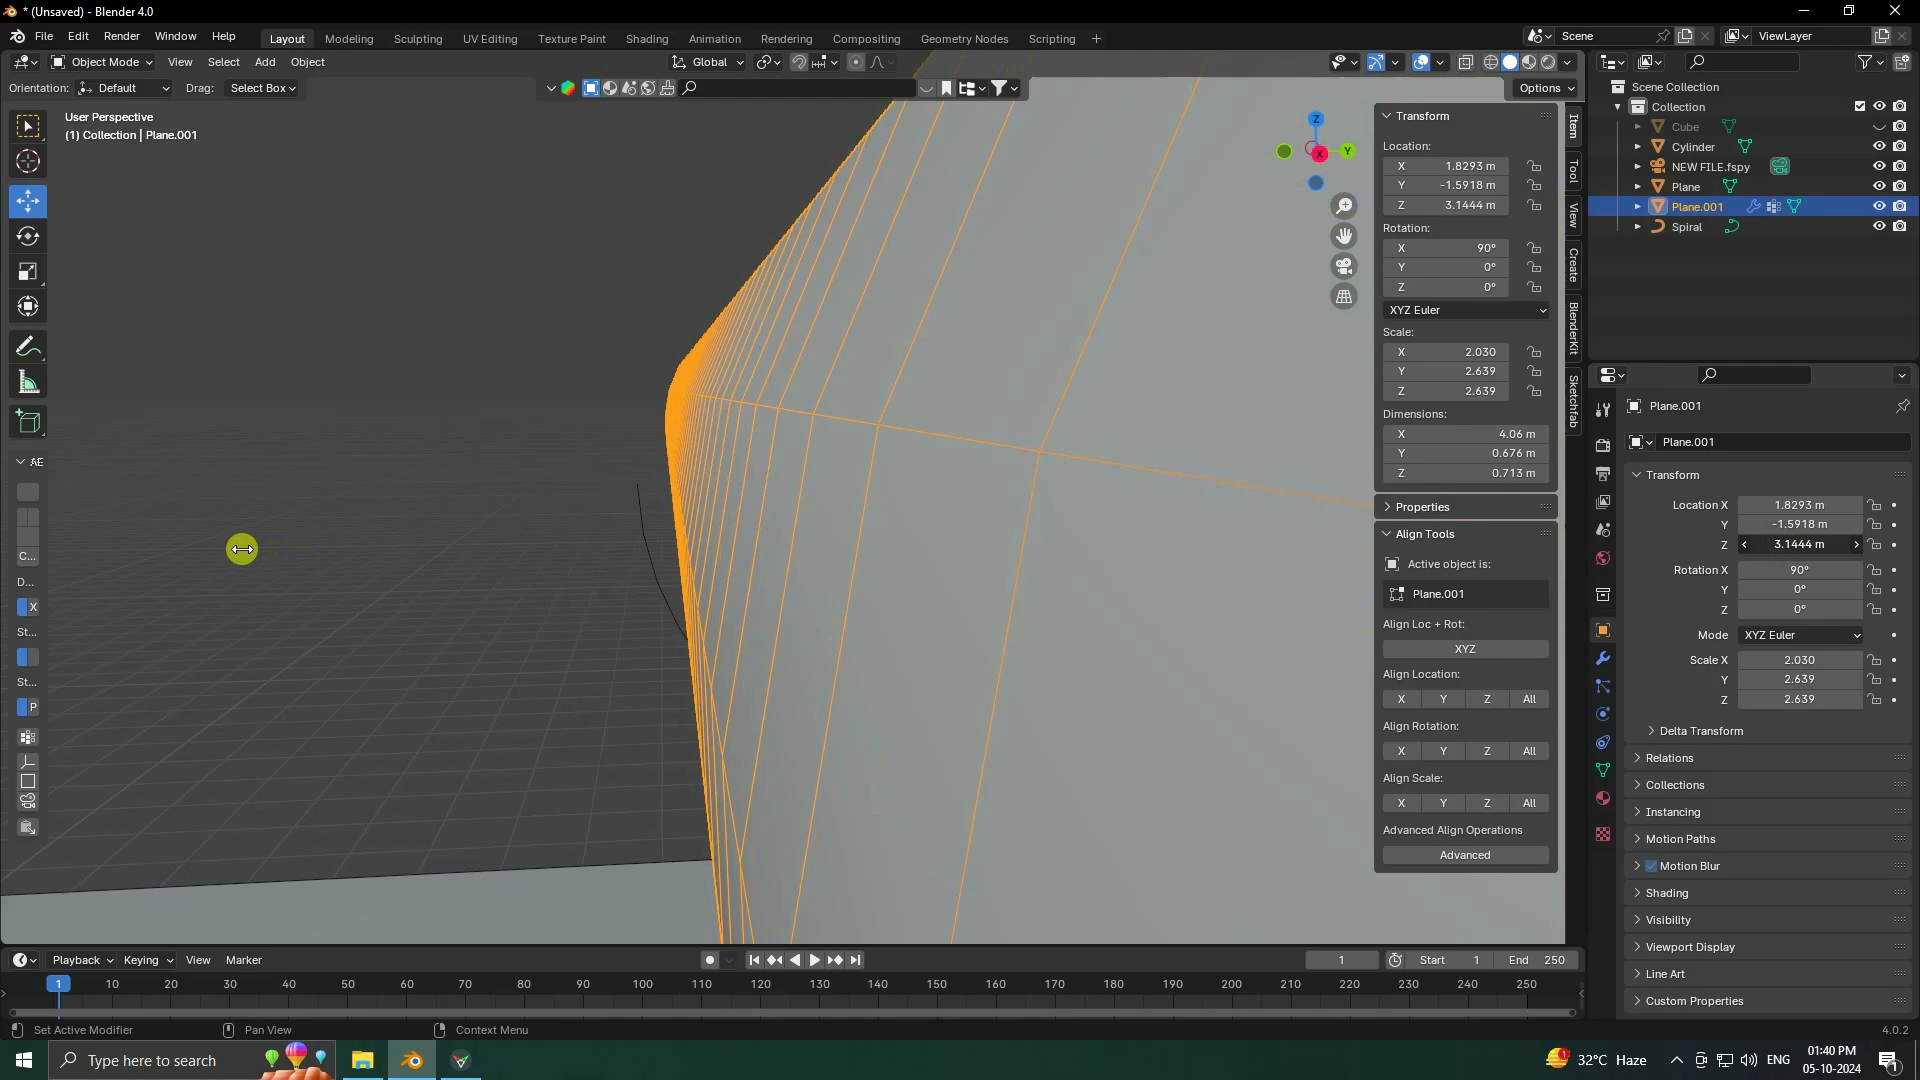 * (Unsaved) - Blender 4.0
File Edit Render Window Help
Layout Modeling Sculpting UV Editing Texture Paint Shading Animation Rendering Compositing Geometry Nodes Scripting +
Scene
ViewLayer
Object Mode View Select Add Object
Global
Orientation: Default Drag: Select Box
Options
User Perspective
(1) Collection | Plane.001
AE
C...
D...
X
St...
St...
P
Z
Y
X
Transform
Location:
X 1.8293 m
Y -1.5918 m
Z 3.1444 m
Rotation:
X 90°
Y 0°
Z 0°
XYZ Euler
Scale:
X 2.030
Y 2.639
Z 2.639
Dimensions:
X 4.06 m
Y 0.676 m
Z 0.713 m
Properties
Align Tools
Active object is:
Plane.001
Align Loc + Rot:
XYZ
Align Location:
X Y Z All
Align Rotation:
X Y Z All
Align Scale:
X Y Z All
Advanced Align Operations
Advanced
Item
Tool
View
Create
BlenderKit
Sketchfab
Scene Collection
Collection
Cube
Cylinder
NEW FILE.fspy
Plane
Plane.001
Spiral
Plane.001
Plane.001
Transform
Location X 1.8293 m
Y -1.5918 m
Z 3.1444 m
Rotation X 90°
Y 0°
Z 0°
Mode XYZ Euler
Scale X 2.030
Y 2.639
Z 2.639
Delta Transform
Relations
Collections
Instancing
Motion Paths
Motion Blur
Shading
Visibility
Viewport Display
Line Art
Custom Properties
Playback Keying View Marker
1 Start 1 End 250
1 10 20 30 40 50 60 70 80 90 100 110 120 130 140 150 160 170 180 190 200 210 220 230 240 250
Set Active Modifier Pan View Context Menu 4.0.2
Type here to search
1 32°C Haze ENG 01:40 PM
05-10-2024
1